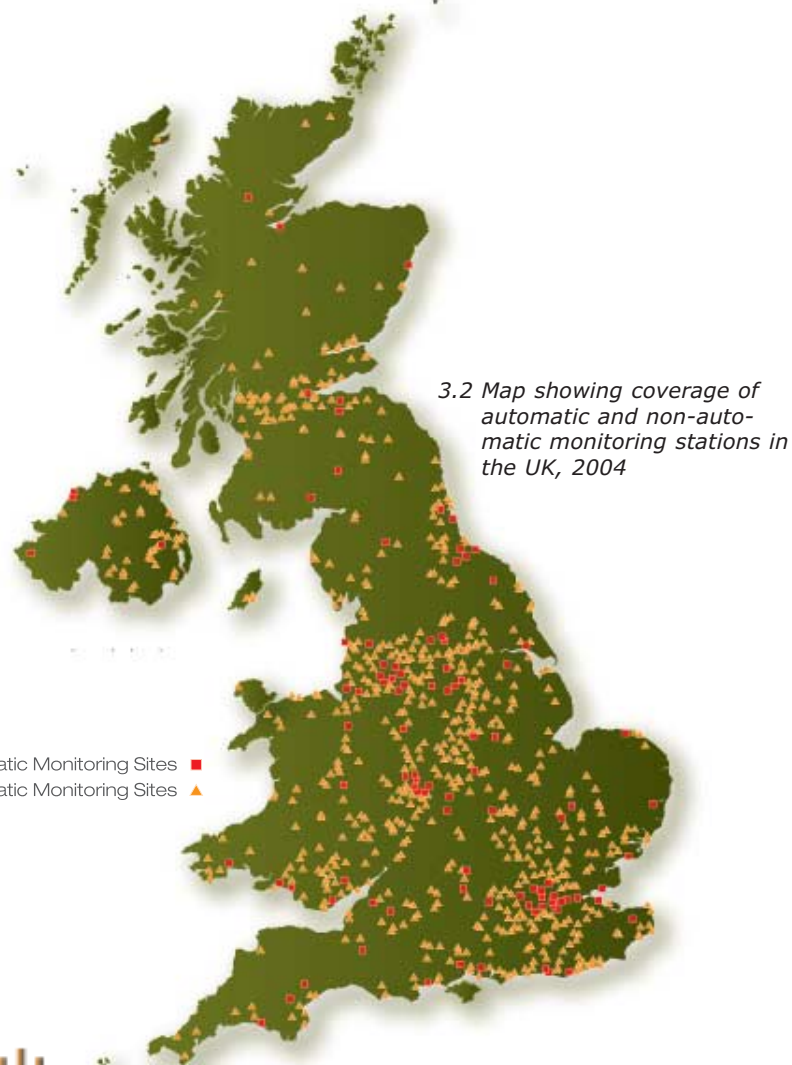 3.2 Map showing coverage of
automatic and non-auto-
matic monitoring stations in
the UK, 2004
atic Monitoring Sites
atic Monitoring Sites